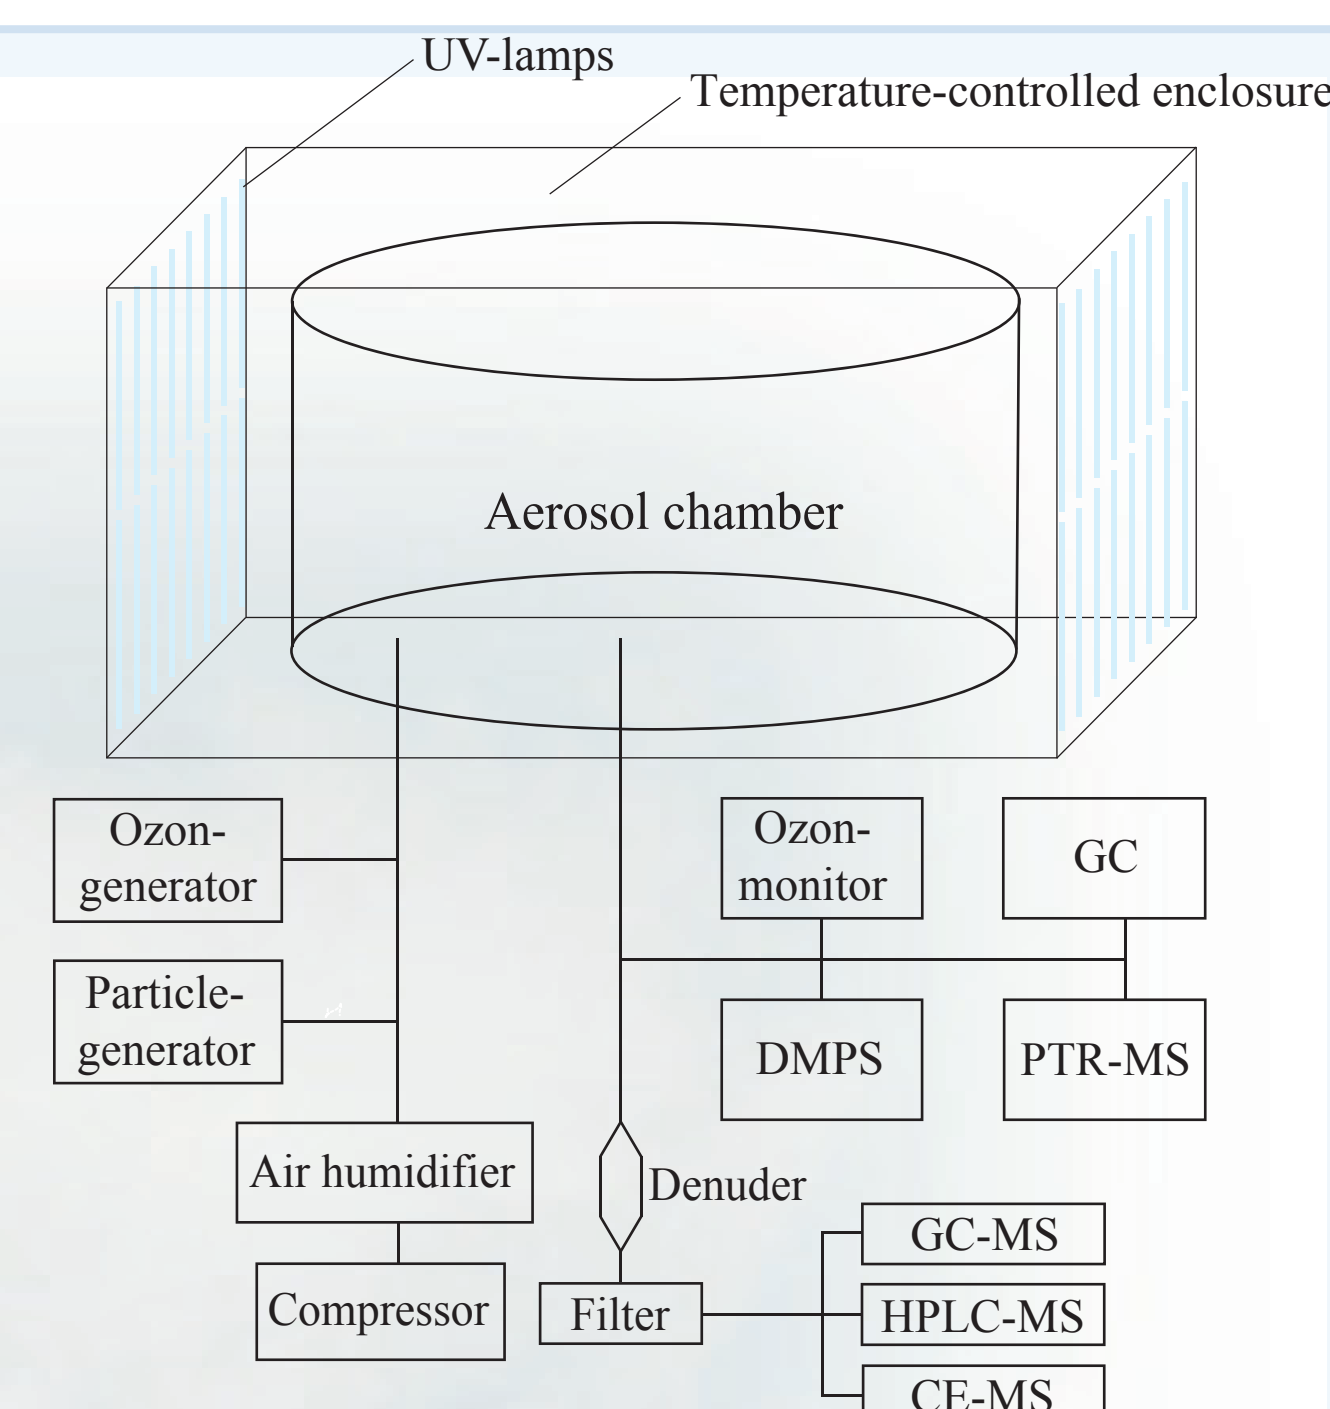 UV-lamps
Temperature-controlled enclosure
Aerosol chamber
Ozon-
generator
Ozon-
monitor
GC
Particle-
generator
DMPS
PTR-MS
Air humidifier
Denuder
GC-MS
Compressor
Filter
HPLC-MS
CE-MS